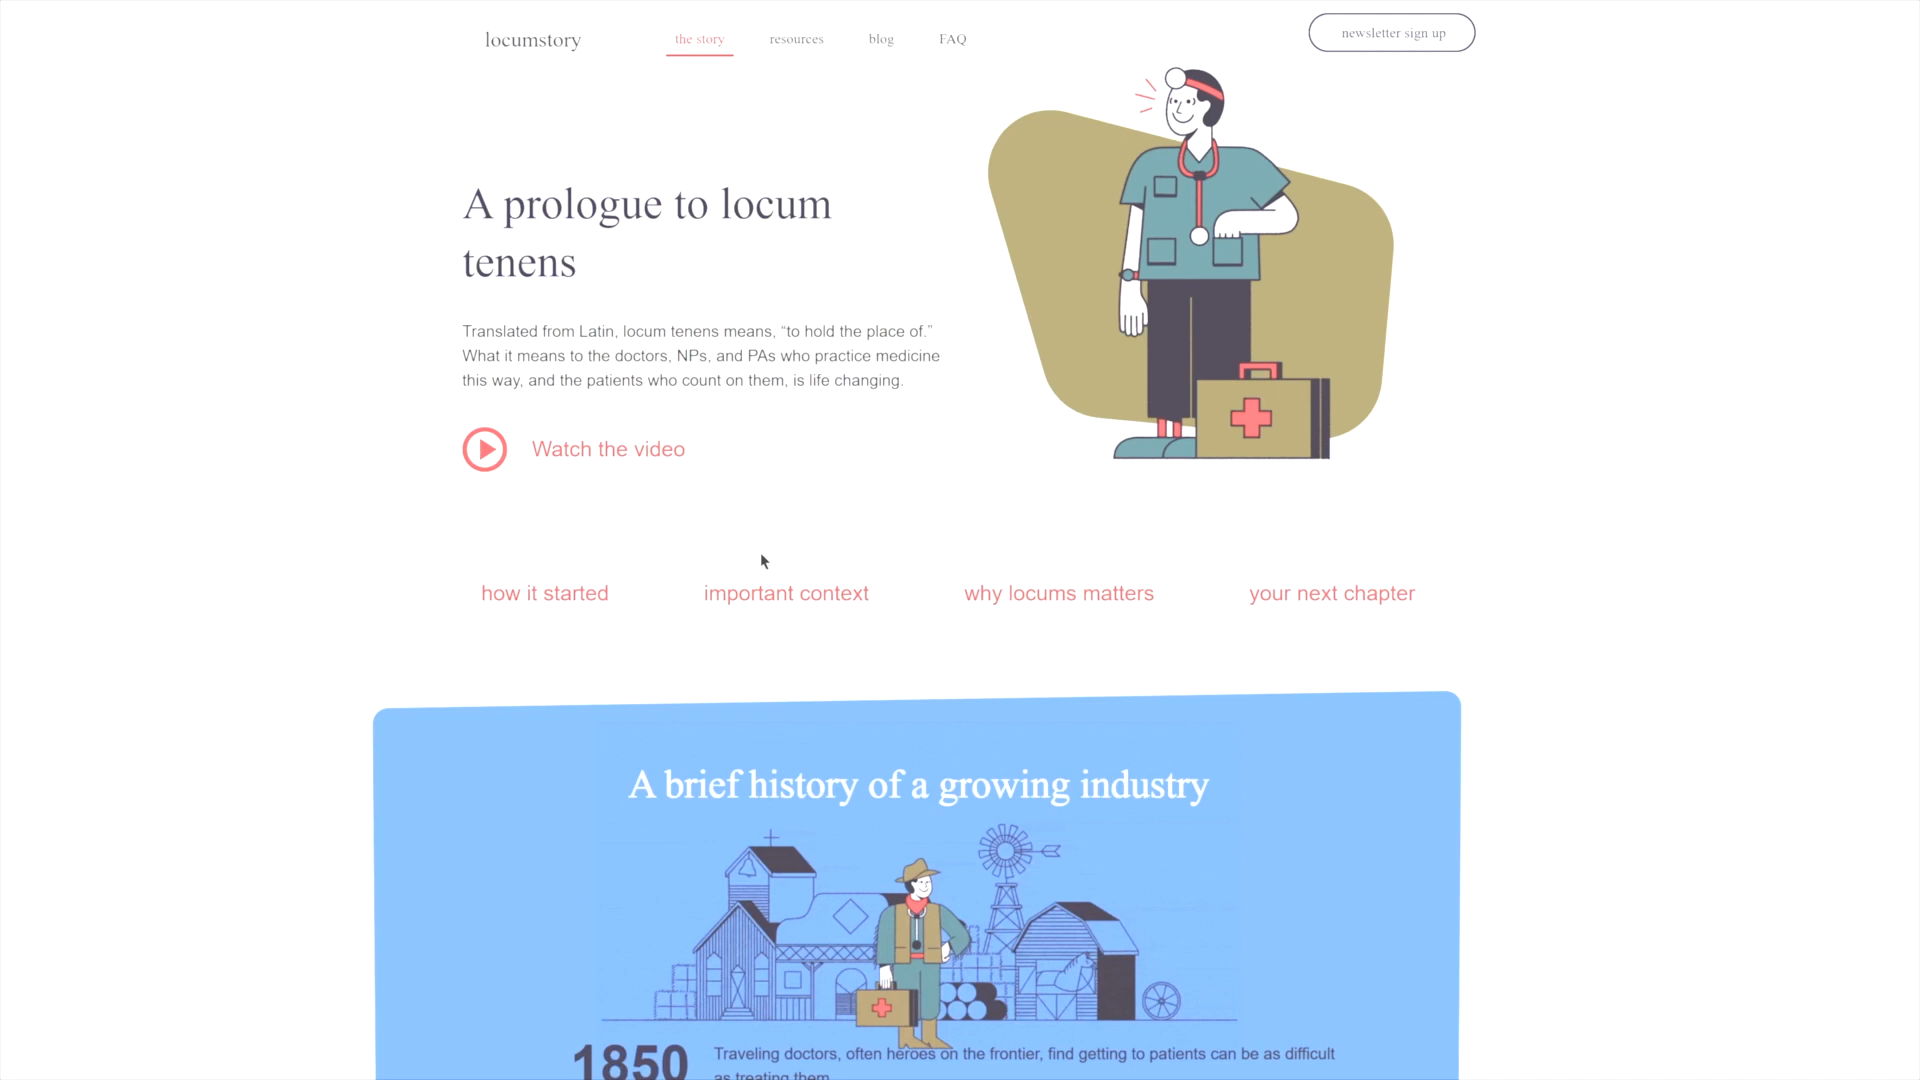 locumstory
the story
resources
blog
FAQ
newsletter sign up
A prologue to locum
tenens
Translated from Latin, locum tenens means, “to hold the place of.”
What it means to the doctors, NPs, and PAs who practice medicine
this way, and the patients who count on them, is life changing.
Watch the video
how it started
important context
why locums matters
your next chapter
A brief history of a growing industry
1850
Traveling doctors, often heroes on the frontier, find getting to patients can be as difficult
as treating them